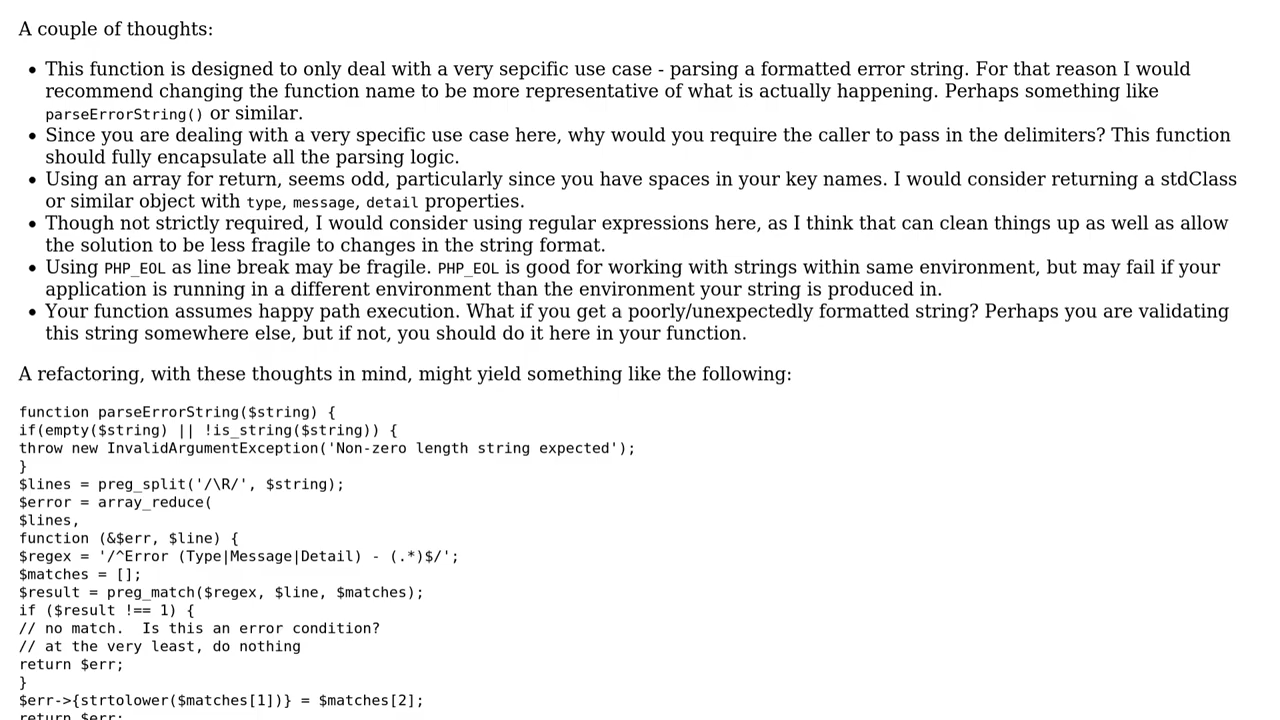 A couple of thoughts:
• This function is designed to only deal with a very sepcific use case - parsing a formatted error string. For that reason I would
recommend changing the function name to be more representative of what is actually happening. Perhaps something like
parseErrorString() or similar.
• Since you are dealing with a very specific use case here, why would you require the caller to pass in the delimiters? This function
should fully encapsulate all the parsing logic.
• Using an array for return, seems odd, particularly since you have spaces in your key names. I would consider returning a stdClass
or similar object with type, message, detail properties.
• Though not strictly required, I would consider using regular expressions here, as I think that can clean things up as well as allow
the solution to be less fragile to changes in the string format.
• Using PHP_EOL as line break may be fragile. PHP_EOL is good for working with strings within same environment, but may fail if your
application is running in a different environment than the environment your string is produced in.
• Your function assumes happy path execution. What if you get a poorly/unexpectedly formatted string? Perhaps you are validating
this string somewhere else, but if not, you should do it here in your function.
A refactoring, with these thoughts in mind, might yield something like the following:
function parseErrorString($string) {
if(empty($string) || !is_string($string)) {
throw new InvalidArgumentException('Non-zero length string expected');
}
$lines = preg_split('/\R/', $string);
$error = array_reduce(
$lines,
function (&$err, $line) {
$regex = '/^Error (Type|Message|Detail) - (.*)$/';
$matches = [];
$result = preg_match($regex, $line, $matches);
if ($result !== 1) {
// no match.  Is this an error condition?
// at the very least, do nothing
return $err;
}
$err->{strtolower($matches[1])} = $matches[2];
return $err;